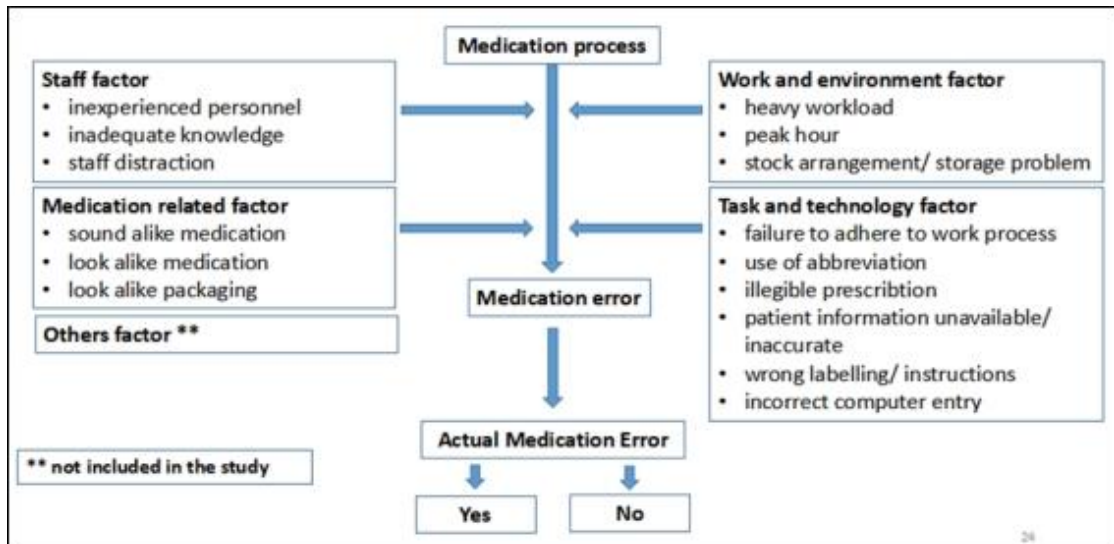 Medication process
Staff factor
• inexperienced personnel
• inadequate knowledge
• staff distraction
Medication related factor
• sound alike medication
• look alike medication
• look alike packaging
Others factor **
Work and environment factor
• heavy workload
• peak hour
• stock arrangement/ storage problem
Task and technology factor
• failure to adhere to work process
• use of abbreviation
• illegible prescribtion
• patient information unavailable/
inaccurate
• wrong labelling/ instructions
• incorrect computer entry
Medication error
Actual Medication Error
Yes
No
** not included in the study
24